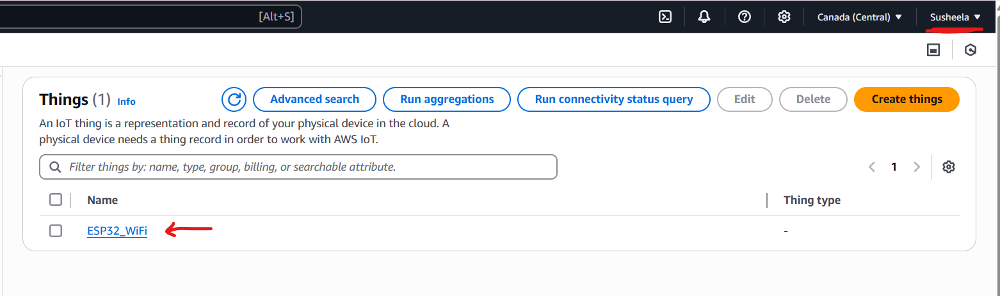 [Alt+S]
Canada (Central)
Susheela
Things (1) Info
Advanced search
Run aggregations
Run connectivity status query
Edit
Delete
Create things
An IoT thing is a representation and record of your physical device in the cloud. A
physical device needs a thing record in order to work with AWS IoT.
Filter things by: name, type, group, billing, or searchable attribute.
1
Name
Thing type
ESP32_WiFi
-